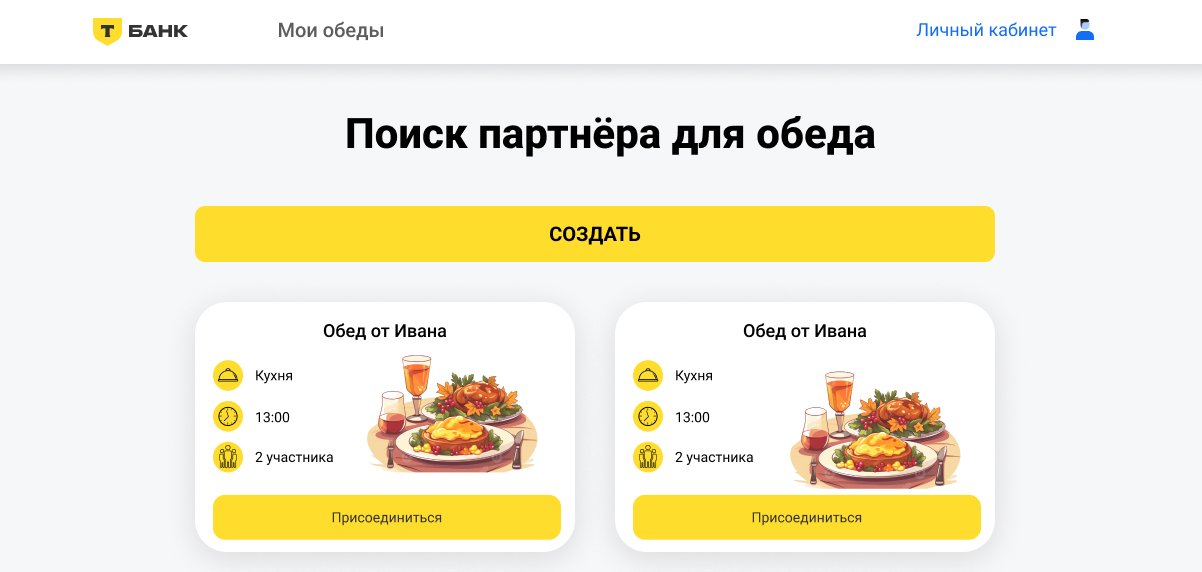 Т БАНК
Мои обеды
Личный кабинет
Поиск партнёра для обеда
СОЗДАТЬ
Обед от Ивана
Кухня
13:00
2 участника
Присоединиться
Обед от Ивана
Кухня
13:00
2 участника
Присоединиться